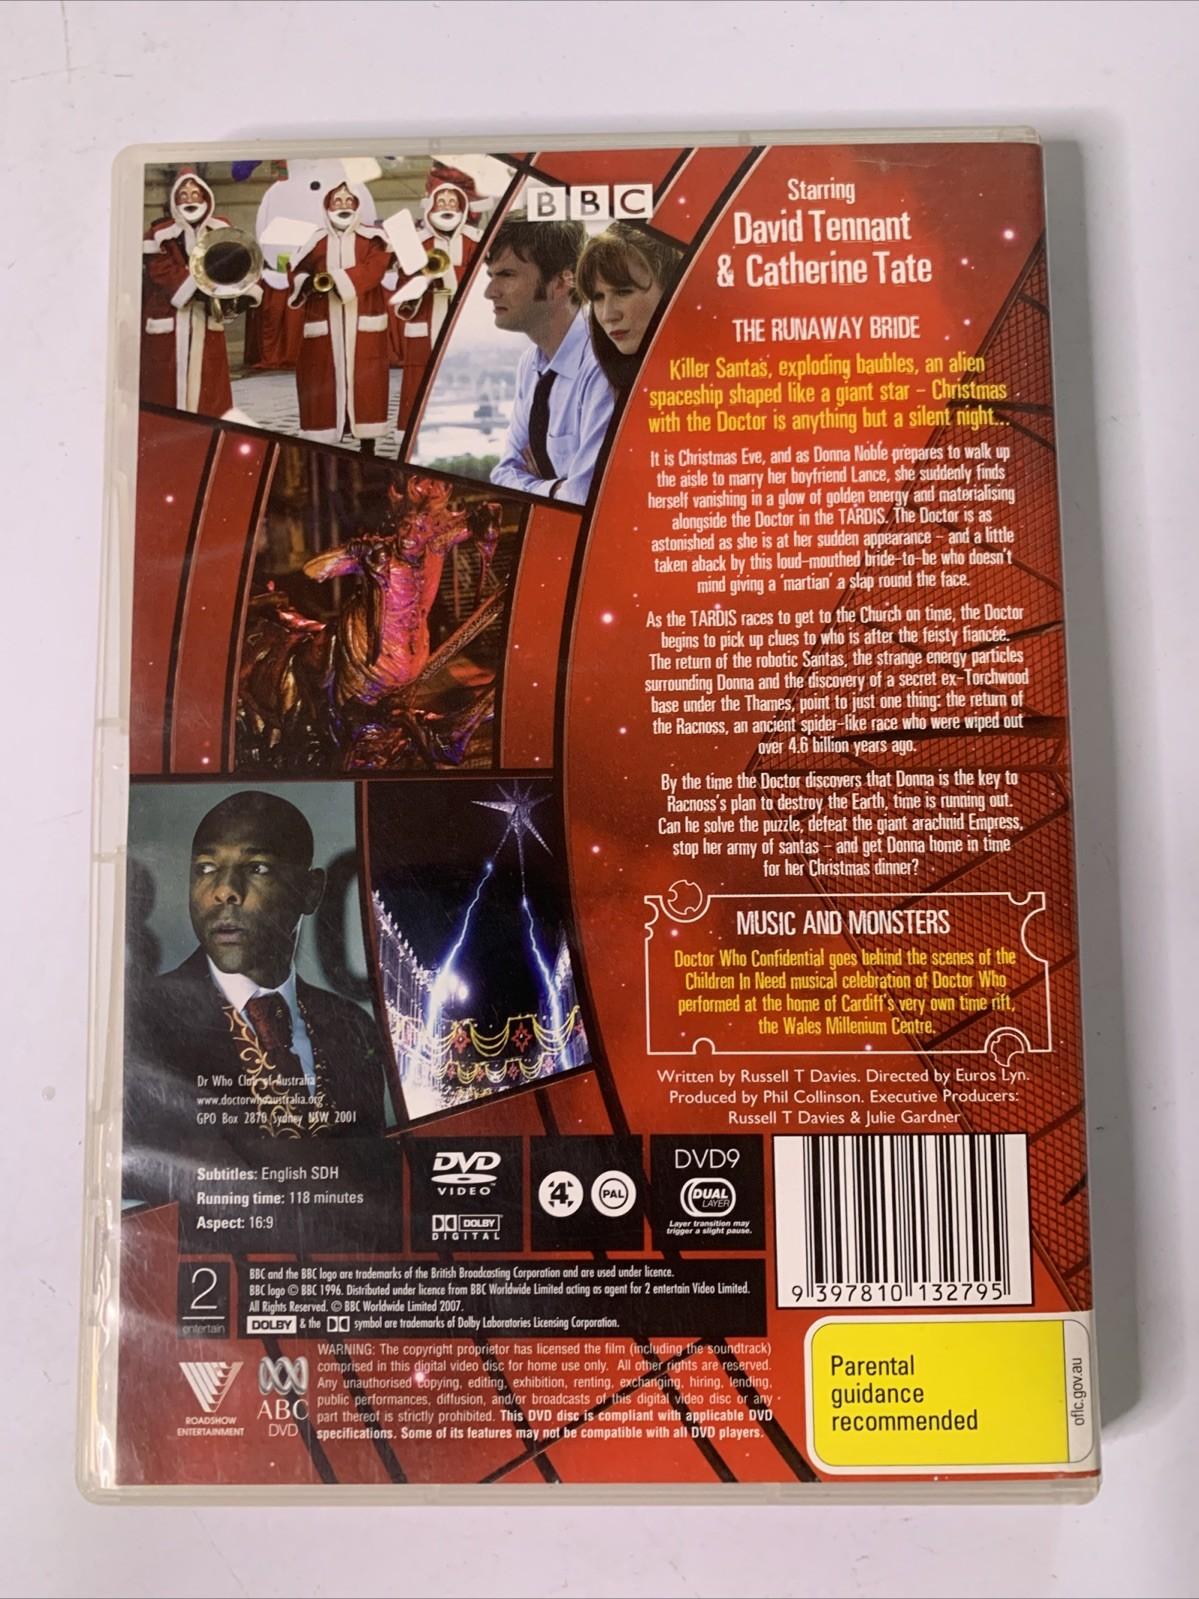 BBC
Starring
David Tennant
& Catherine Tate
THE RUNAWAY BRIDE
Killer Santas, exploding baubles, an alien
spaceship shaped like a giant star – Christmas
with the Doctor is anything but a silent night...
It is Christmas Eve, and as Donna Noble prepares to walk up
the aisle to marry her boyfriend Lance, she suddenly finds
herself vanishing in a glow of golden energy and materialising
alongside the Doctor in the TARDIS. The Doctor is as
astonished as she is at her sudden appearance – and a little
taken aback by this loud-mouthed bride-to-be who doesn't
mind giving a 'martian' a slap round the face.
As the TARDIS races to get to the Church on time, the Doctor
begins to pick up clues to who is after the feisty fiancée.
The return of the robotic Santas, the strange energy particles
surrounding Donna and the discovery of a secret ex-Torchwood
base under the Thames, point to just one thing: the return of
the Racnoss, an ancient spider-like race who were wiped out
over 4.6 billion years ago.
By the time the Doctor discovers that Donna is the key to
Racnoss's plan to destroy the Earth, time is running out.
Can he solve the puzzle, defeat the giant arachnid Empress,
stop her army of santas – and get Donna home in time
for her Christmas dinner?
MUSIC AND MONSTERS
Doctor Who Confidential goes behind the scenes of the
Children In Need musical celebration of Doctor Who
performed at the home of Cardiff's very own time rift,
the Wales Millenium Centre.
Written by Russell T Davies. Directed by Euros Lyn.
Produced by Phil Collinson. Executive Producers:
Russell T Davies & Julie Gardner
Dr Who Club of Australia
www.doctorwhoaustralia.org
GPO Box 2870 Sydney NSW 2001
Subtitles: English SDH
Running time: 118 minutes
Aspect: 16:9
DVD
VIDEO
DOLBY
DIGITAL
4
PAL
DVD9
DUAL
LAYER
Layer transition may
trigger a slight pause.
9 397810 132795
2
entertain
BBC and the BBC logo are trademarks of the British Broadcasting Corporation and are used under licence.
BBC logo © BBC 1996. Distributed under licence from BBC Worldwide Limited acting as agent for 2 entertain Video Limited.
All Rights Reserved. © BBC Worldwide Limited 2007.
DOLBY & the symbol are trademarks of Dolby Laboratories Licensing Corporation.
ROADSHOW
ENTERTAINMENT
ABC
DVD
WARNING: The copyright proprietor has licensed the film (including the soundtrack)
comprised in this digital video disc for home use only. All other rights are reserved.
Any unauthorised copying, editing, exhibition, renting, exchanging, hiring, lending,
public performances, diffusion, and/or broadcasts of this digital video disc or any
part thereof is strictly prohibited. This DVD disc is compliant with applicable DVD
specifications. Some of its features may not be compatible with all DVD players.
Parental
guidance
recommended
oflc.gov.au